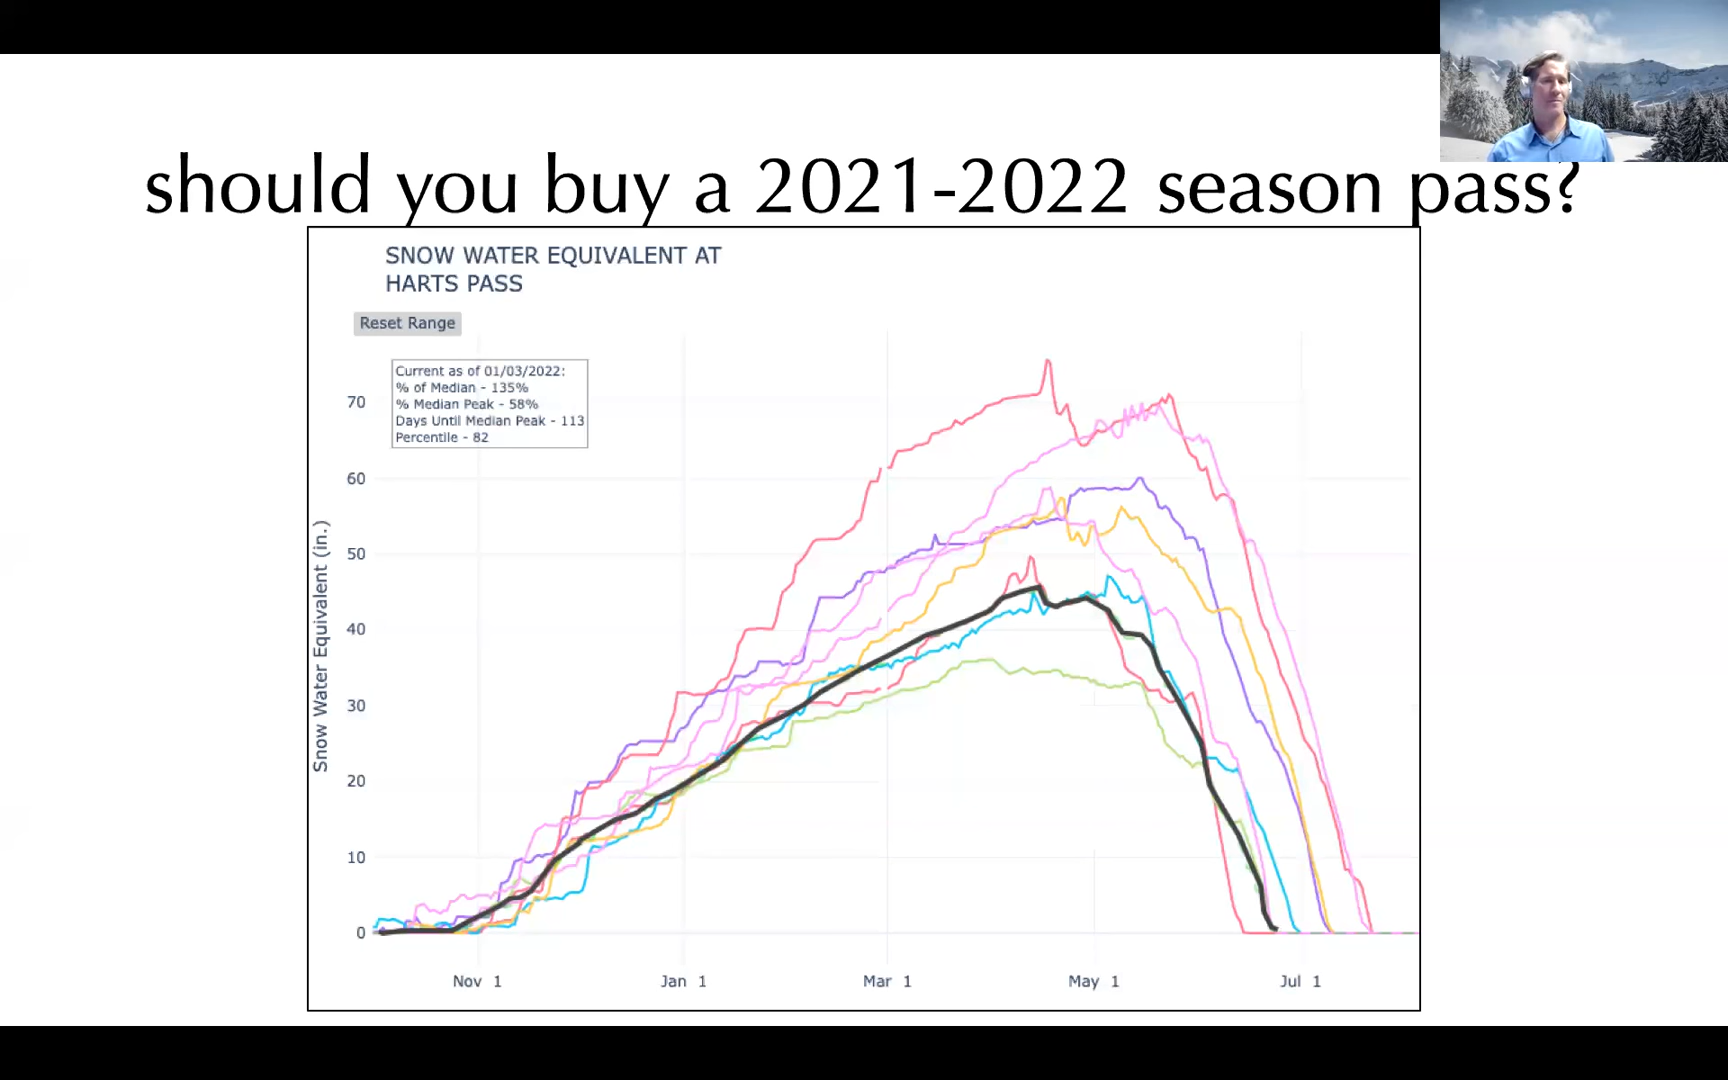 should you buy a 2021-2022 season pass?
SNOW WATER EQUIVALENT AT
HARTS PASS
Reset Range
Current as of 01/03/2022:
% of Median - 135%
% Median Peak - 58%
Days Until Median Peak - 113
Percentile - 82
Snow Water Equivalent (in.)
70
60
50
40
30
20
10
0
Nov 1
Jan 1
Mar 1
May 1
Jul 1